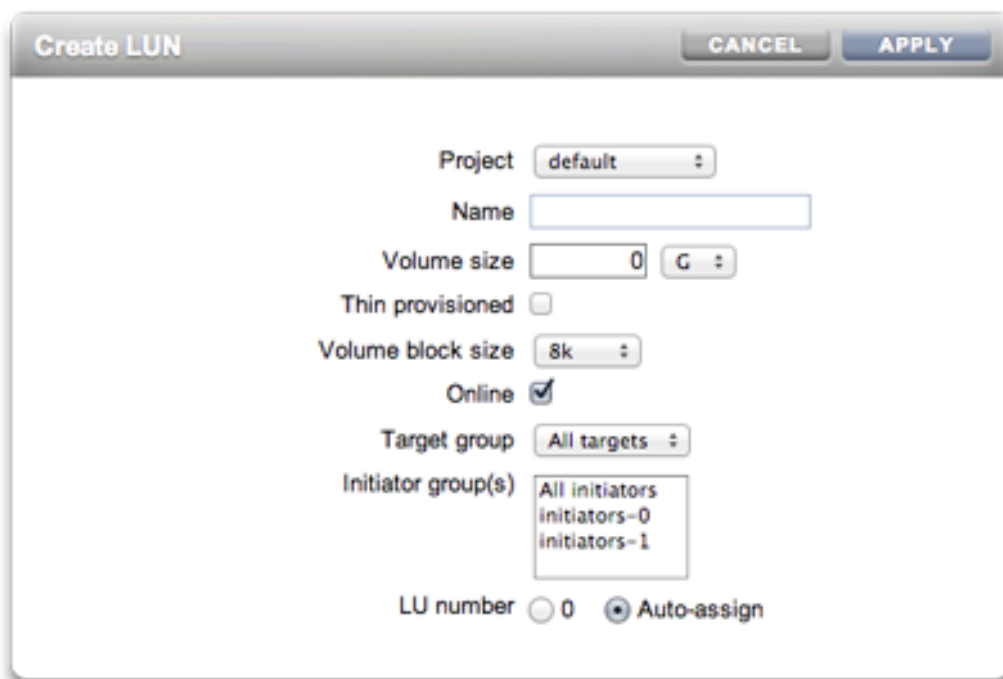 Create LUN CANCEL APPLY
Project default
Name
Volume size 0 G
Thin provisioned
Volume block size 8k
Online
Target group All targets
Initiator group(s) All initiators
initiators-0
initiators-1
LU number 0 Auto-assign